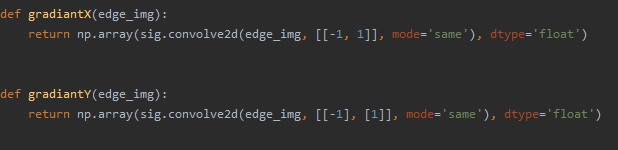 def gradiantX(edge_img):
    return np.array(sig.convolve2d(edge_img, [[-1, 1]], mode='same'), dtype='float')
def gradiantY(edge_img):
    return np.array(sig.convolve2d(edge_img, [[-1], [1]], mode='same'), dtype='float')